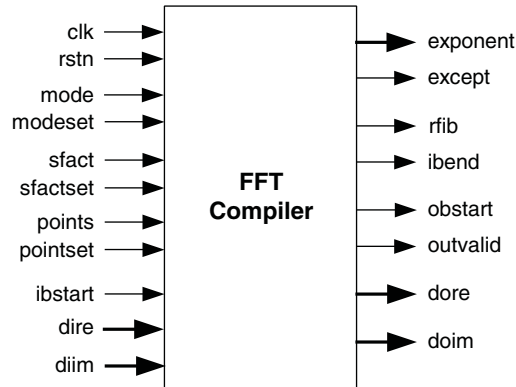 clk
rstn
mode
modeset
sfact
sfactset
points
pointset
ibstart
dire
diim
FFT
Compiler
exponent
except
rfib
ibend
obstart
outvalid
dore
doim